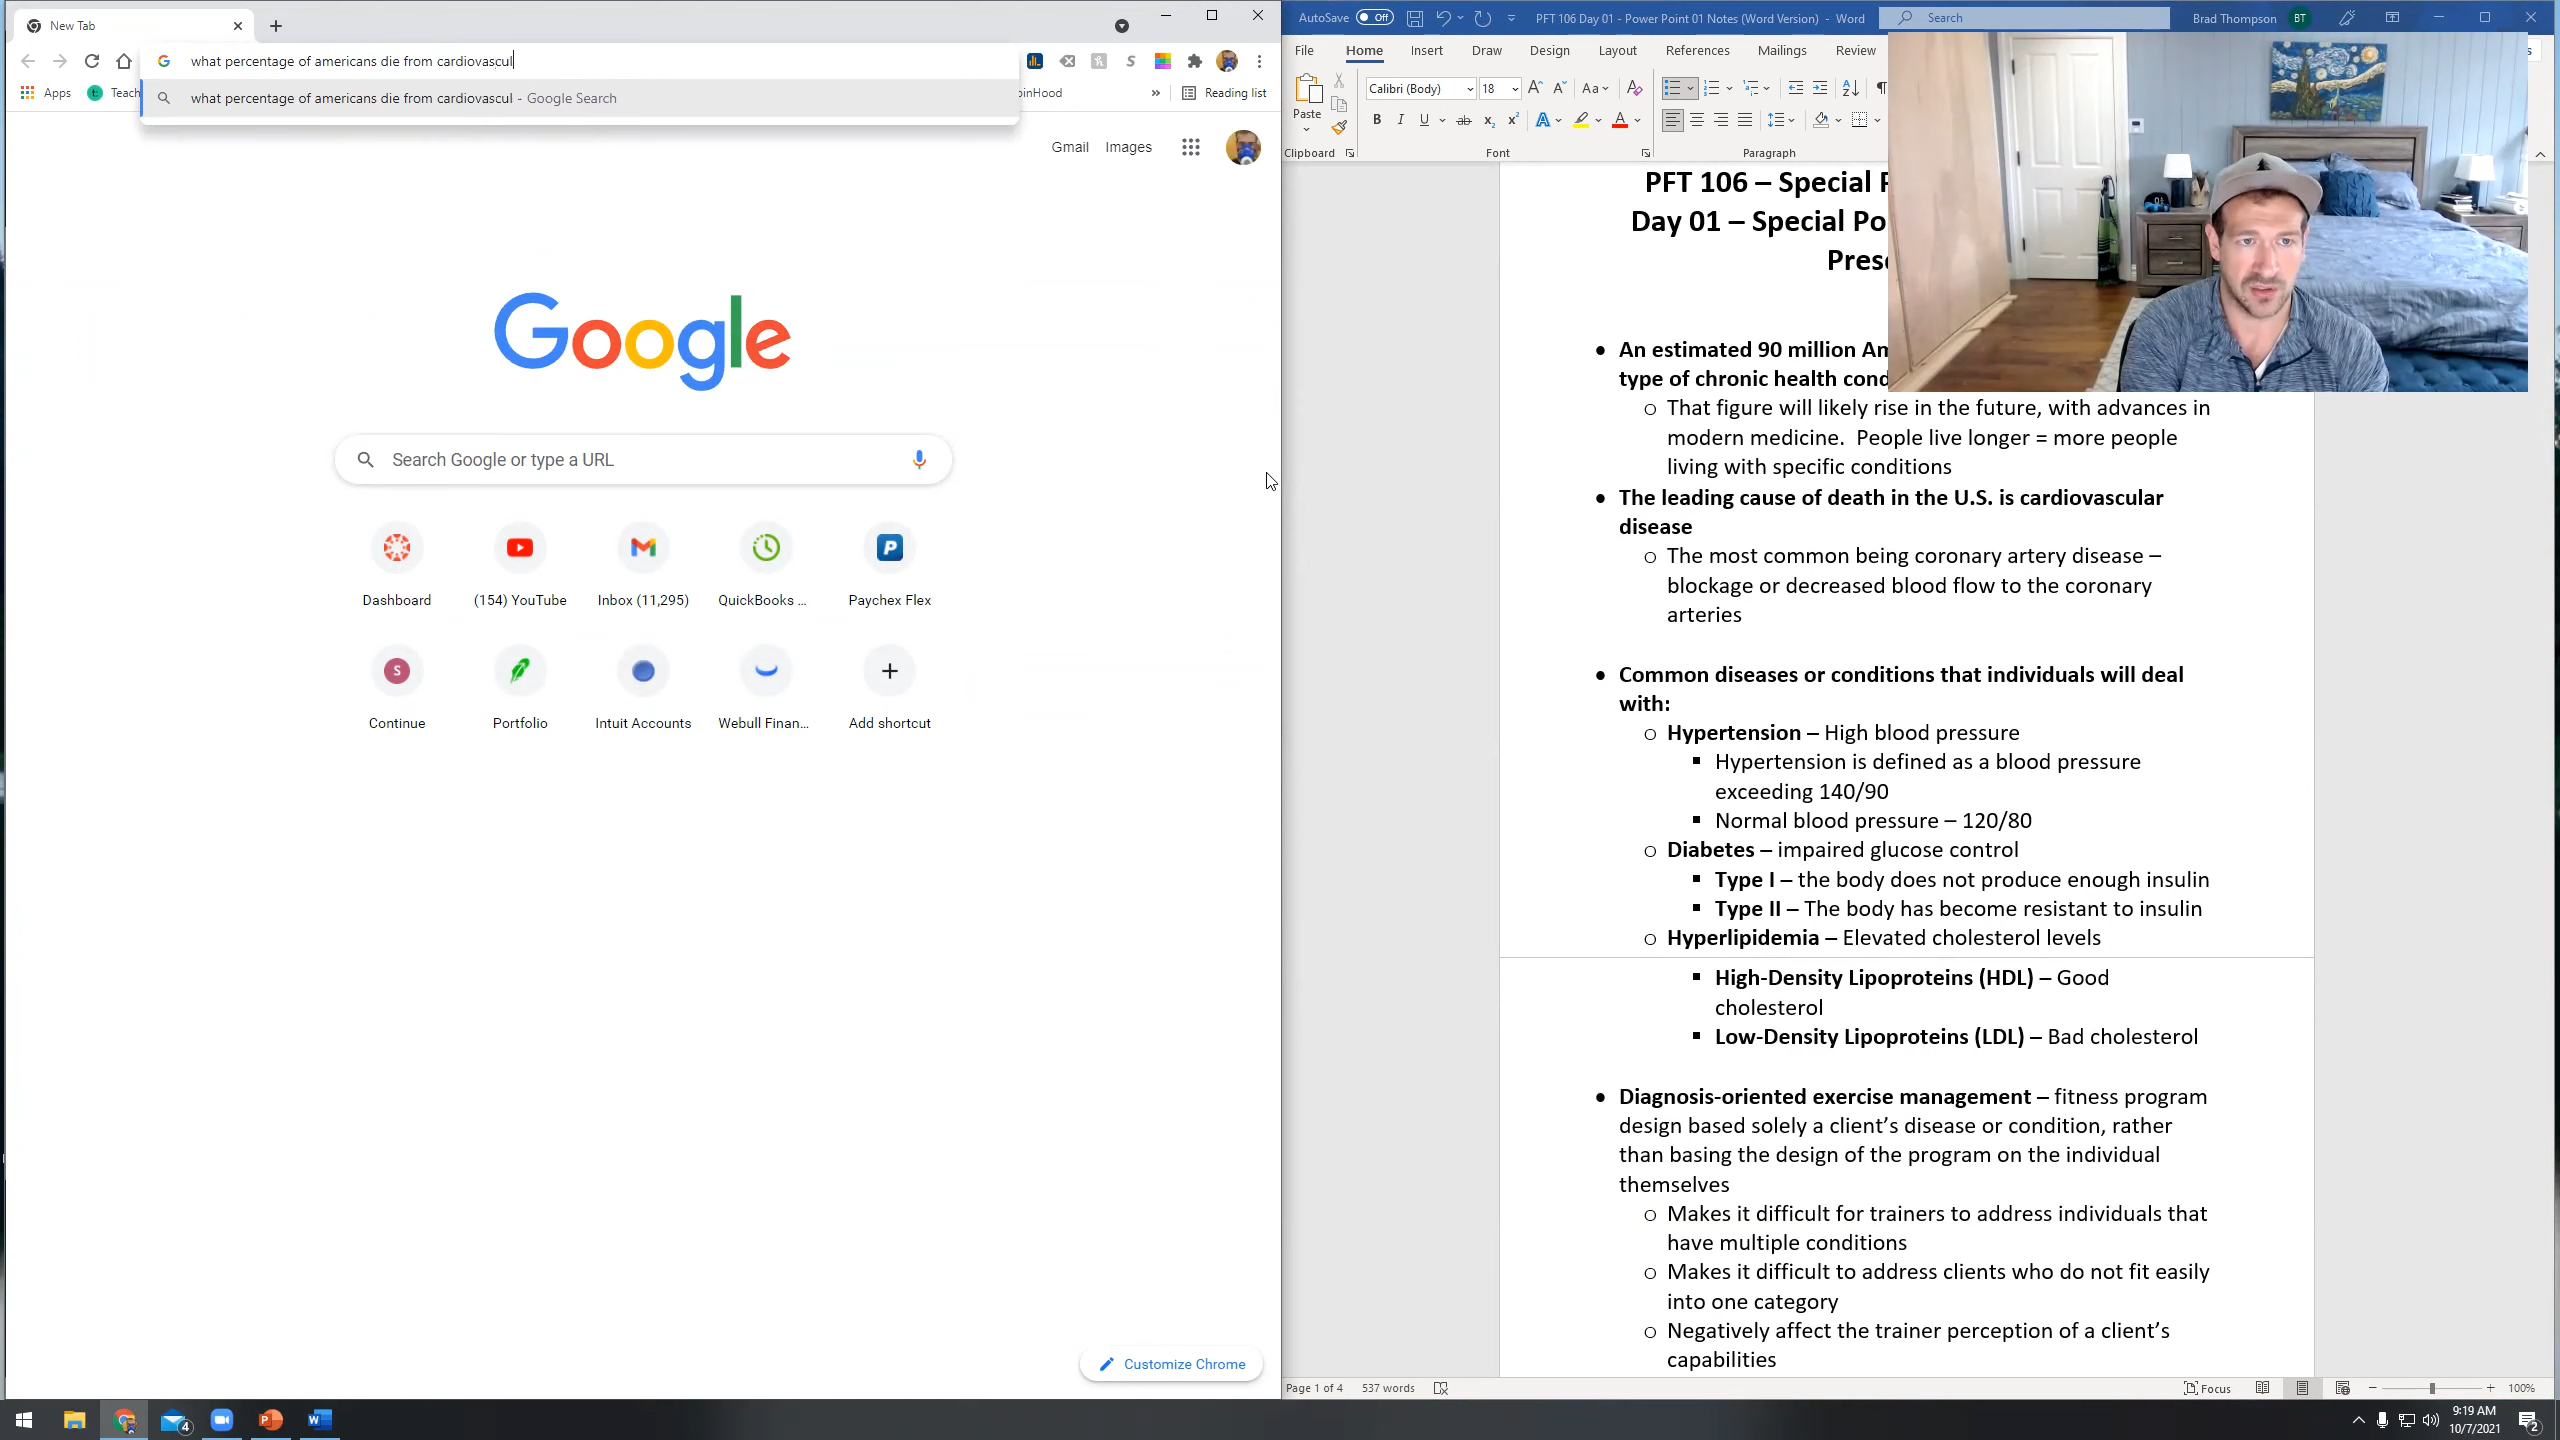 New Tab
what percentage of americans die from cardiovascul
what percentage of americans die from cardiovascul - Google Search
Apps
Teach
inHood
»
Reading list
Gmail
Images
Google
Search Google or type a URL
Dashboard
(154) YouTube
Inbox (11,295)
QuickBooks ...
Paychex Flex
Continue
Portfolio
Intuit Accounts
Webull Finan...
Add shortcut
Customize Chrome
AutoSave Off
PFT 106 Day 01 - Power Point 01 Notes (Word Version) - Word
Search
Brad Thompson BT
File Home Insert Draw Design Layout References Mailings Review
Calibri (Body) 18
Paste
Clipboard
Font
Paragraph
PFT 106 – Special
Day 01 – Special Po
Prese
• An estimated 90 million Am
type of chronic health cond
o That figure will likely rise in the future, with advances in
modern medicine. People live longer = more people
living with specific conditions
• The leading cause of death in the U.S. is cardiovascular
disease
o The most common being coronary artery disease –
blockage or decreased blood flow to the coronary
arteries
• Common diseases or conditions that individuals will deal
with:
o Hypertension – High blood pressure
▪ Hypertension is defined as a blood pressure
exceeding 140/90
▪ Normal blood pressure – 120/80
o Diabetes – impaired glucose control
▪ Type I – the body does not produce enough insulin
▪ Type II – The body has become resistant to insulin
o Hyperlipidemia – Elevated cholesterol levels
▪ High-Density Lipoproteins (HDL) – Good
cholesterol
▪ Low-Density Lipoproteins (LDL) – Bad cholesterol
• Diagnosis-oriented exercise management – fitness program
design based solely a client’s disease or condition, rather
than basing the design of the program on the individual
themselves
o Makes it difficult for trainers to address individuals that
have multiple conditions
o Makes it difficult to address clients who do not fit easily
into one category
o Negatively affect the trainer perception of a client’s
capabilities
Page 1 of 4
537 words
Focus
100%
4
9:19 AM
10/7/2021
2